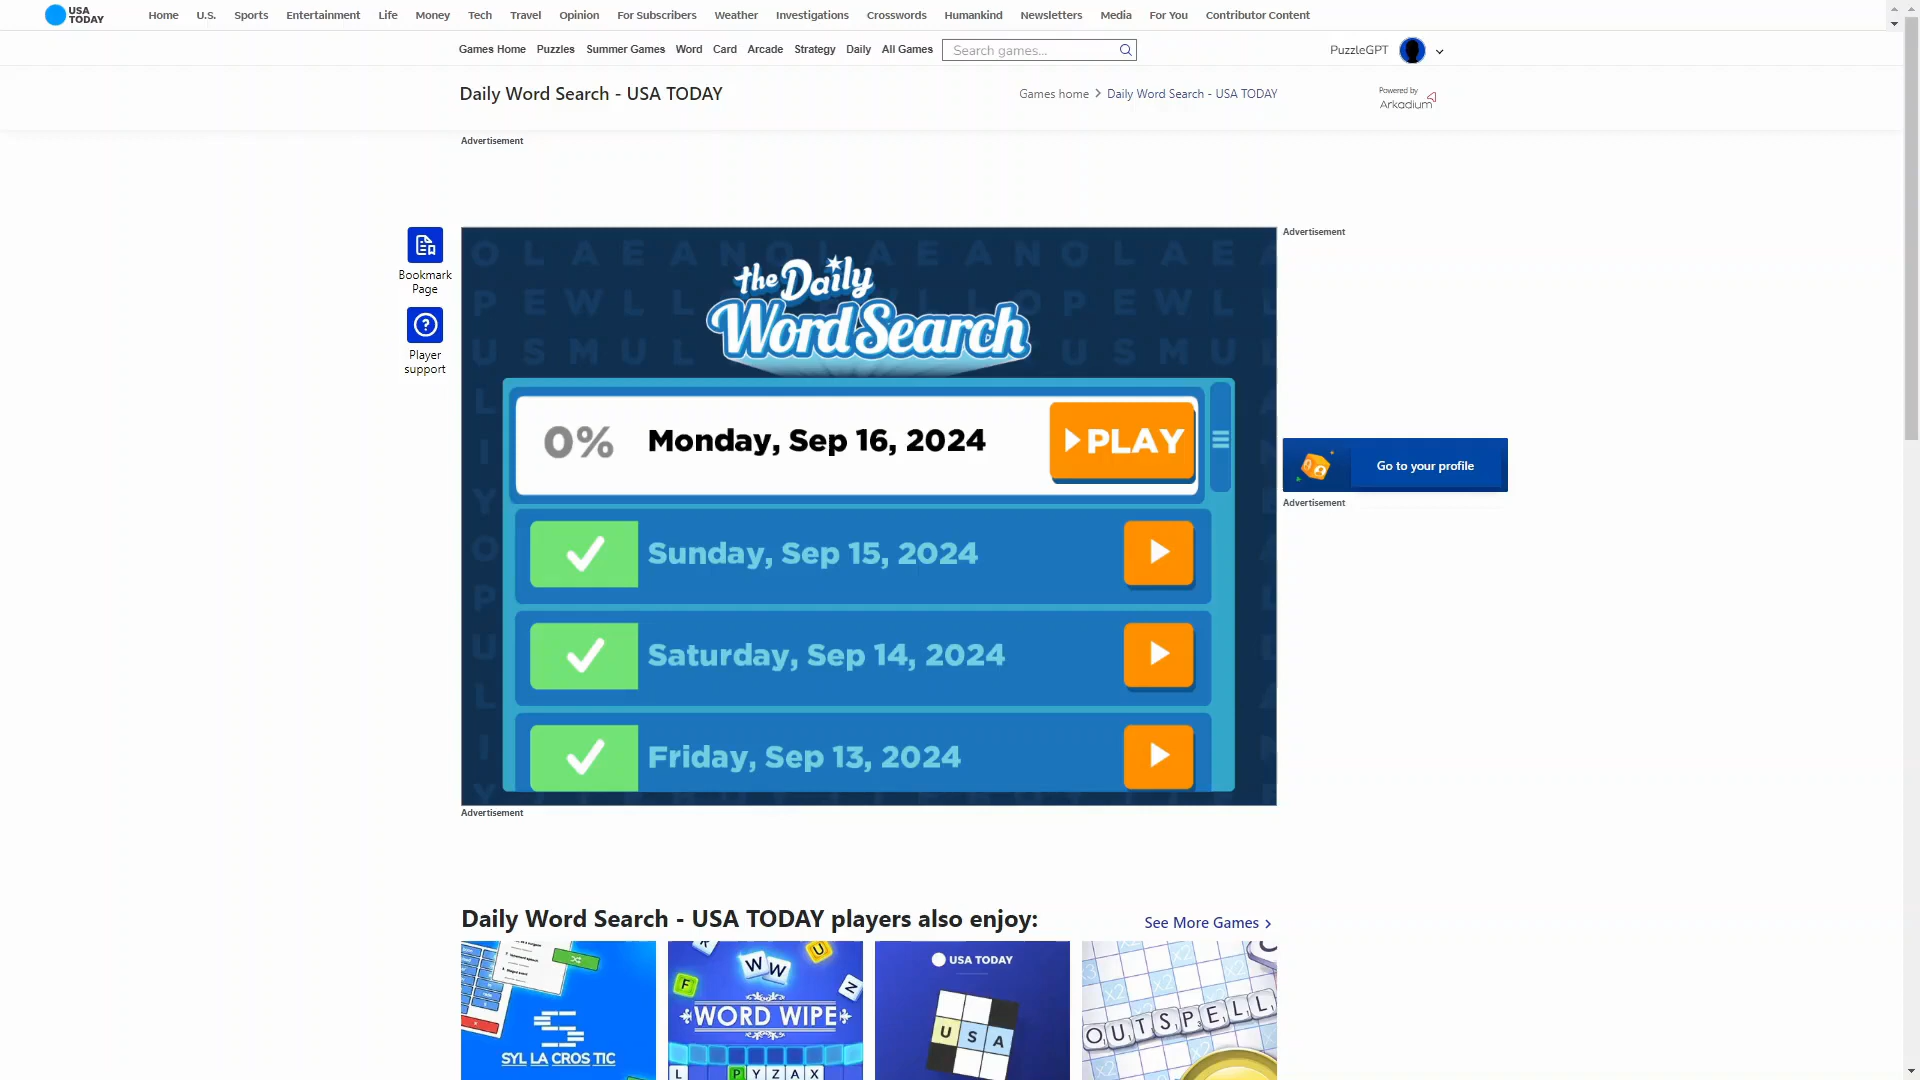 USA TODAY
Home U.S. Sports Entertainment Life Money Tech Travel Opinion For Subscribers Weather Investigations Crosswords Humankind Newsletters Media For You Contributor Content
Games Home Puzzles Summer Games Word Card Arcade Strategy Daily All Games Search games... PuzzleGPT
Daily Word Search - USA TODAY
Games home > Daily Word Search - USA TODAY
Powered by
Arkadium
Advertisement
Bookmark
Page
Player
support
the Daily
Word Search
0% Monday, Sep 16, 2024 PLAY
Sunday, Sep 15, 2024
Saturday, Sep 14, 2024
Friday, Sep 13, 2024
Advertisement
Go to your profile
Advertisement
Advertisement
Daily Word Search - USA TODAY players also enjoy:
See More Games >
SYL LA CROS TIC
WORD WIPE
L P Y Z A X
USA TODAY
U S A
OUTSPELL